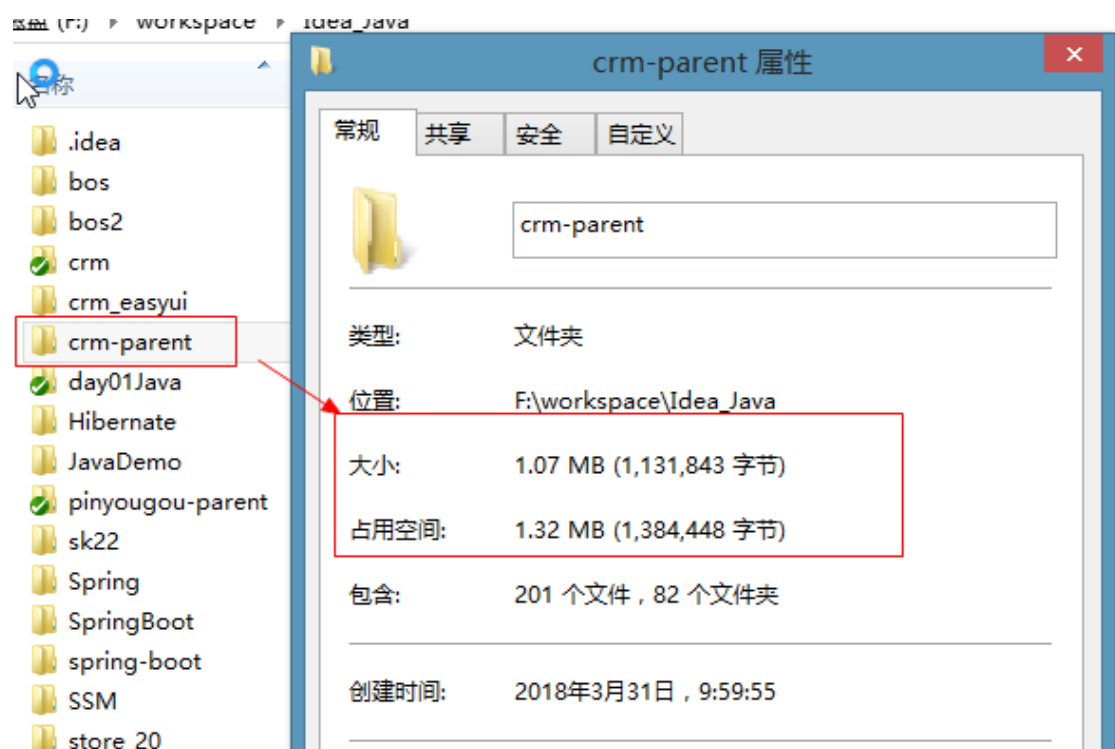 (F:) workspace Idea_Java
名称
.idea
bos
bos2
crm
crm_easyui
crm-parent
day01Java
Hibernate
JavaDemo
pinyougou-parent
sk22
Spring
SpringBoot
spring-boot
SSM
store_20
crm-parent 属性
常规 共享 安全 自定义
crm-parent
类型: 文件夹
位置: F:\workspace\Idea_Java
大小: 1.07 MB (1,131,843 字节)
占用空间: 1.32 MB (1,384,448 字节)
包含: 201 个文件，82 个文件夹
创建时间: 2018年3月31日，9:59:55